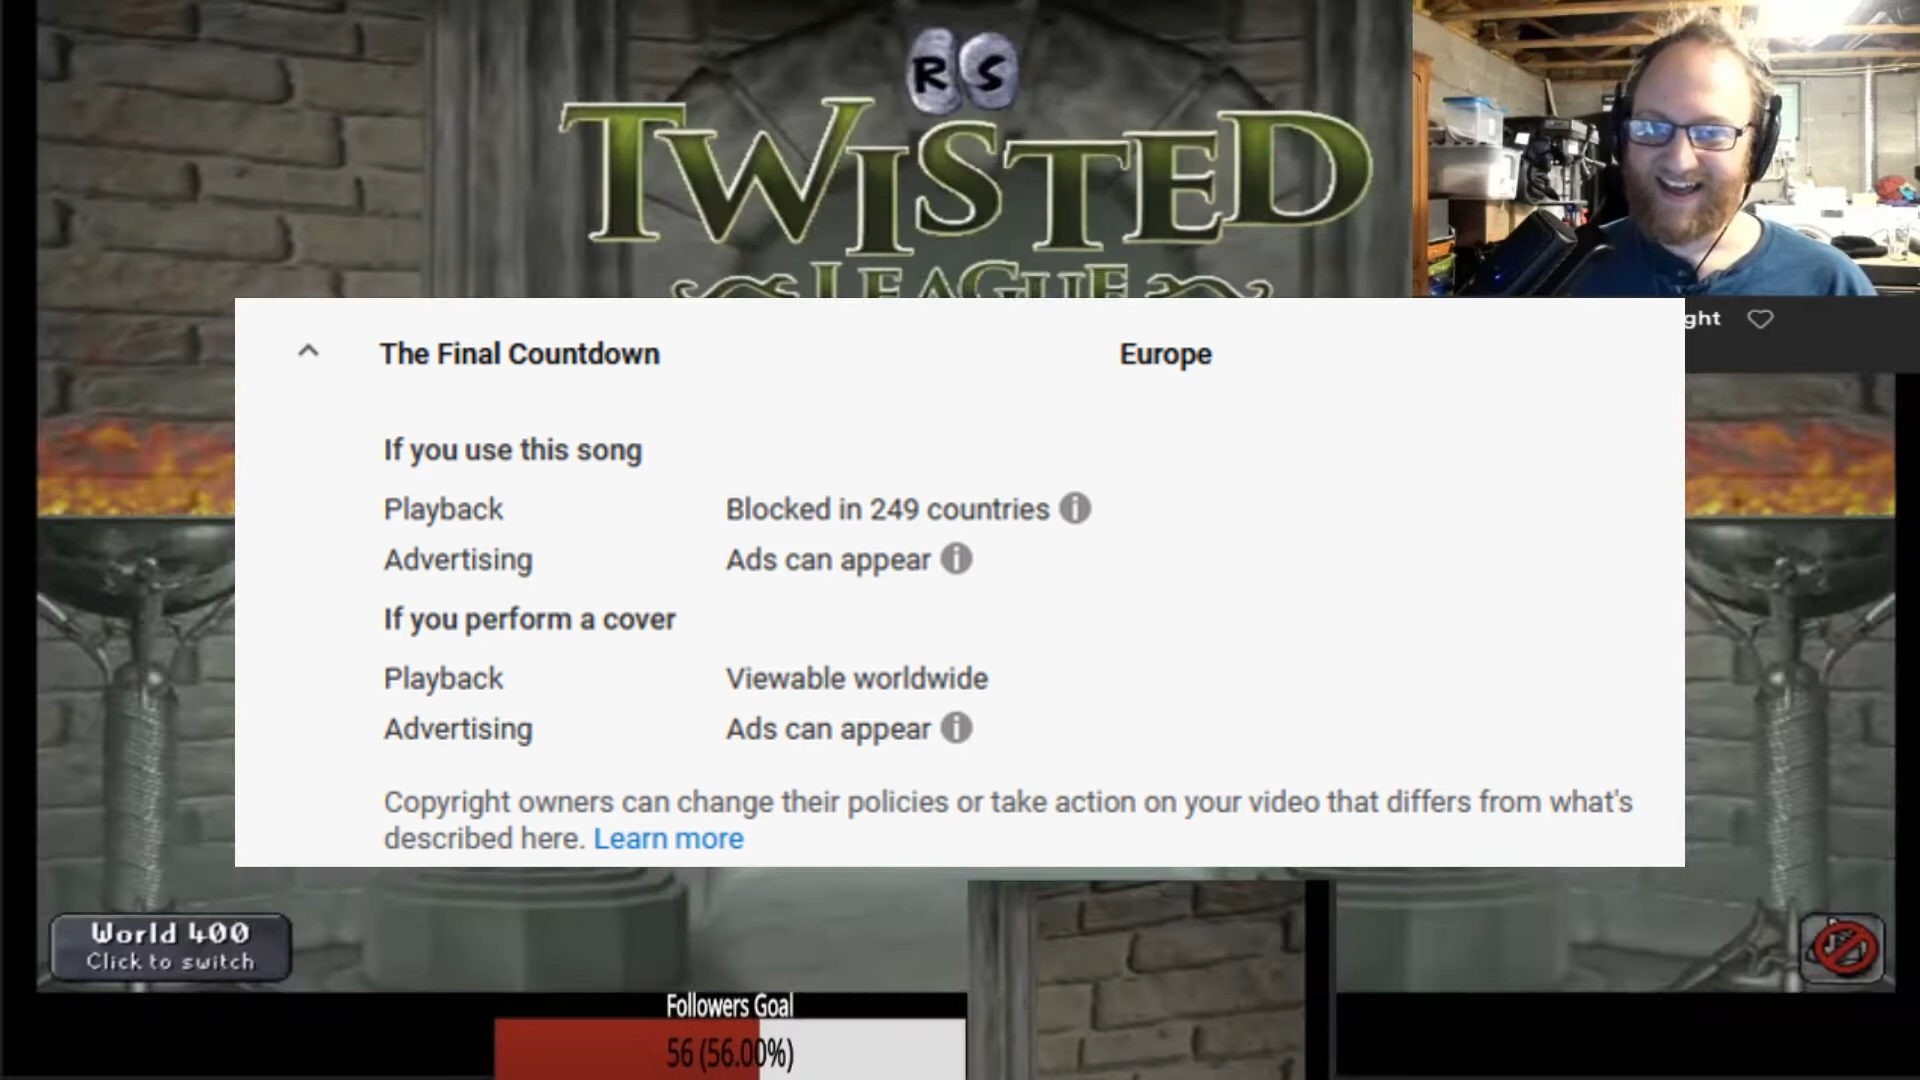 RS
TWISTED
LEAGUE
ght
The Final Countdown Europe
If you use this song
Playback Blocked in 249 countries
Advertising Ads can appear
If you perform a cover
Playback Viewable worldwide
Advertising Ads can appear
Copyright owners can change their policies or take action on your video that differs from what's
described here. Learn more
World 400
Click to switch
Followers Goal
56 (56.00%)